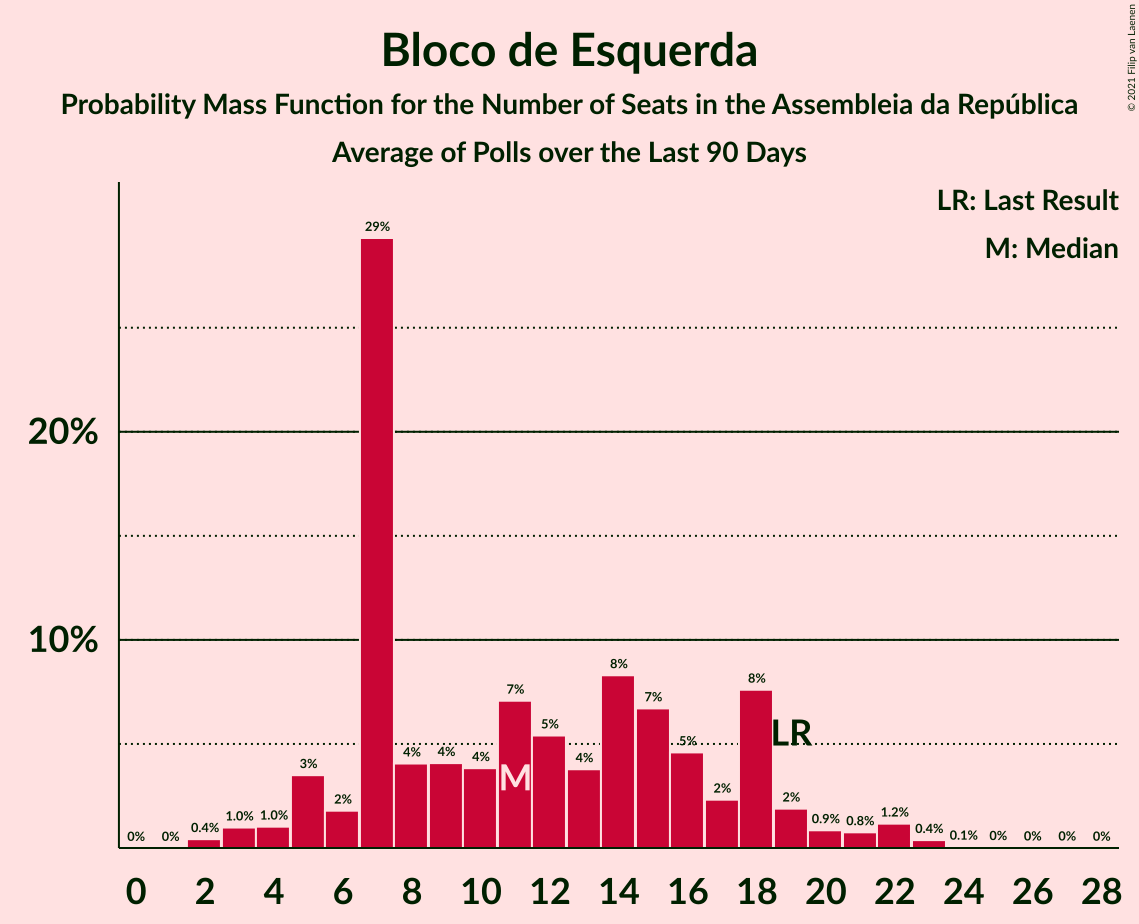 Bloco de Esquerda
Probability Mass Function for the Number of Seats in the Assembleia da República
Average of Polls over the Last 90 Days
© 2021 Filip van Laenen
LR: Last Result
M: Median
20%
10%
0% 0% 0.4% 1.0% 1.0% 3% 2% 29% 4% 4% 4% 7% 5% 4% 8% 7% 5% 2% 8% 2% 0.9% 0.8% 1.2% 0.4% 0.1% 0% 0% 0% 0%
M
LR
0 2 4 6 8 10 12 14 16 18 20 22 24 26 28